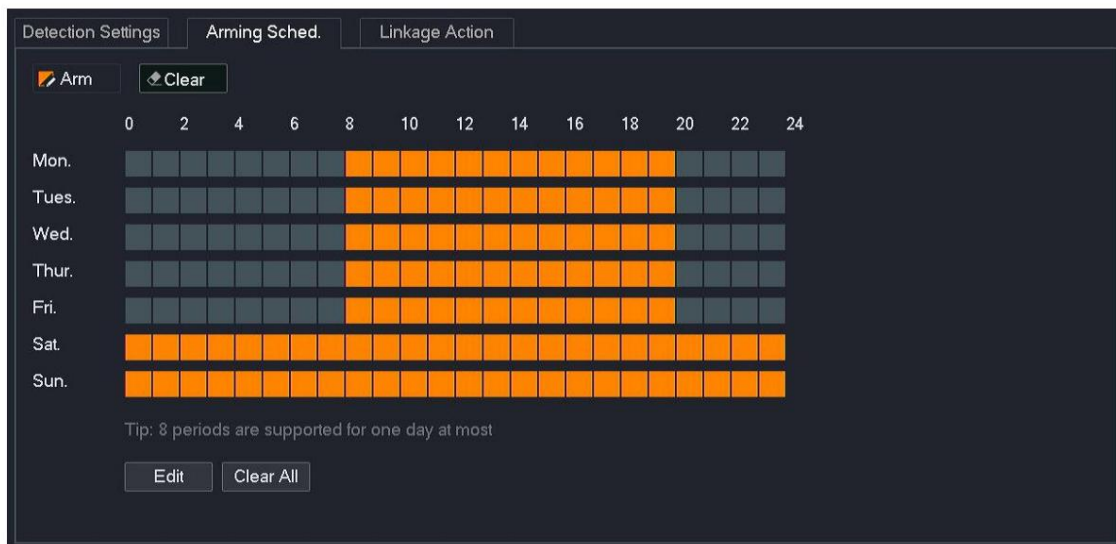 Detection Settings Arming Sched. Linkage Action
Arm Clear
0 2 4 6 8 10 12 14 16 18 20 22 24
Mon.
Tues.
Wed.
Thur.
Fri.
Sat.
Sun.
Tip: 8 periods are supported for one day at most
Edit Clear All